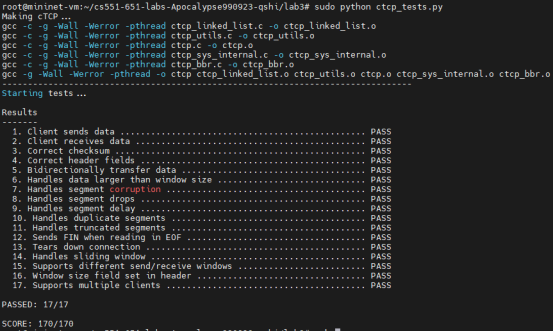 root@mininet-vm:~/cs551-651-labs-Apocalypse990923-qshi/lab3# sudo python ctcp_tests.py
Making cTCP...
gcc -c -g -Wall -Werror -pthread ctcp_linked_list.c -o ctcp_linked_list.o
gcc -c -g -Wall -Werror -pthread ctcp_utils.c -o ctcp_utils.o
gcc -c -g -Wall -Werror -pthread ctcp.c -o ctcp.o
gcc -c -g -Wall -Werror -pthread ctcp_sys_internal.c -o ctcp_sys_internal.o
gcc -c -g -Wall -Werror -pthread ctcp_bbr.c -o ctcp_bbr.o
gcc -g -Wall -Werror -pthread -o ctcp ctcp_linked_list.o ctcp_utils.o ctcp.o ctcp_sys_internal.o ctcp_bbr.o
--------------------------------------------------------------------------------
Starting tests...
Results
-------
1. Client sends data ............................................... PASS
2. Client receives data ............................................ PASS
3. Correct checksum ................................................ PASS
4. Correct header fields ........................................... PASS
5. Bidirectionally transfer data ................................... PASS
6. Handles data larger than window size ............................ PASS
7. Handles segment corruption ...................................... PASS
8. Handles segment drops ........................................... PASS
9. Handles segment delay ........................................... PASS
10. Handles duplicate segments ..................................... PASS
11. Handles truncated segments ..................................... PASS
12. Sends FIN when reading in EOF .................................. PASS
13. Tears down connection .......................................... PASS
14. Handles sliding window ......................................... PASS
15. Supports different send/receive windows ........................ PASS
16. Window size field set in header ................................ PASS
17. Supports multiple clients ...................................... PASS
PASSED: 17/17
SCORE: 170/170